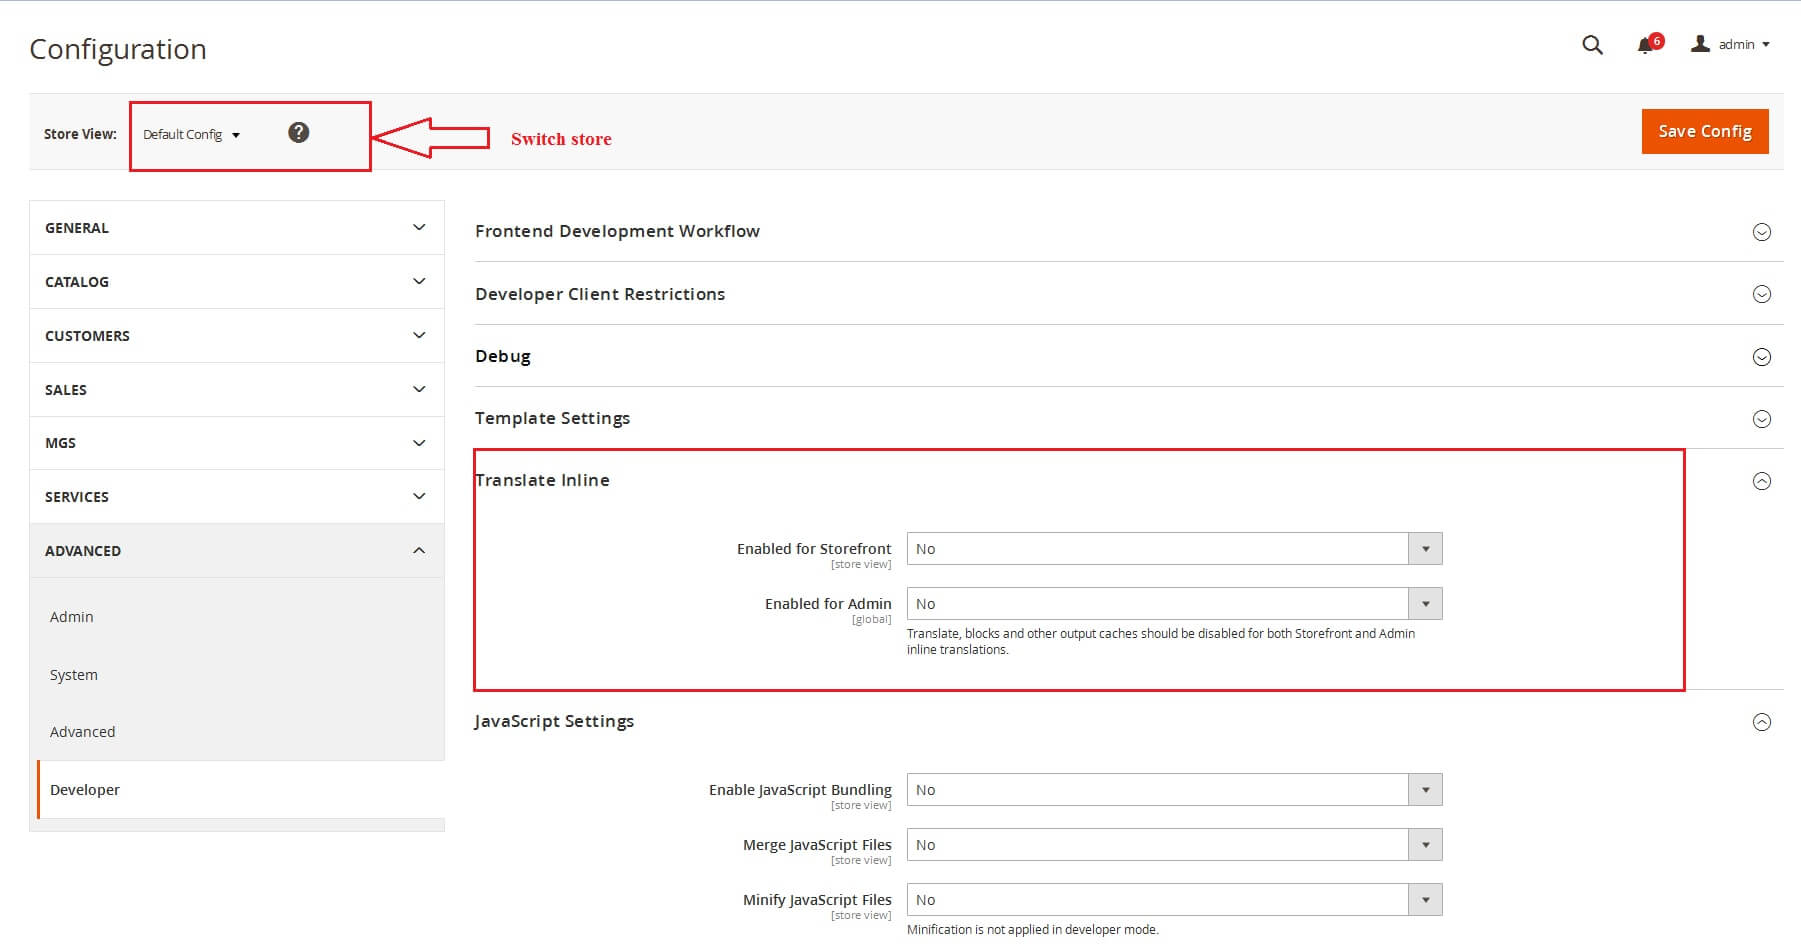 Configuration
6
admin
Store View:
Default Config
?
Switch store
Save Config
GENERAL
CATALOG
CUSTOMERS
SALES
MGS
SERVICES
ADVANCED
Admin
System
Advanced
Developer
Frontend Development Workflow
Developer Client Restrictions
Debug
Template Settings
Translate Inline
Enabled for Storefront
[store view]
No
Enabled for Admin
[global]
No
Translate, blocks and other output caches should be disabled for both Storefront and Admin
inline translations.
JavaScript Settings
Enable JavaScript Bundling
[store view]
No
Merge JavaScript Files
[store view]
No
Minify JavaScript Files
[store view]
No
Minification is not applied in developer mode.